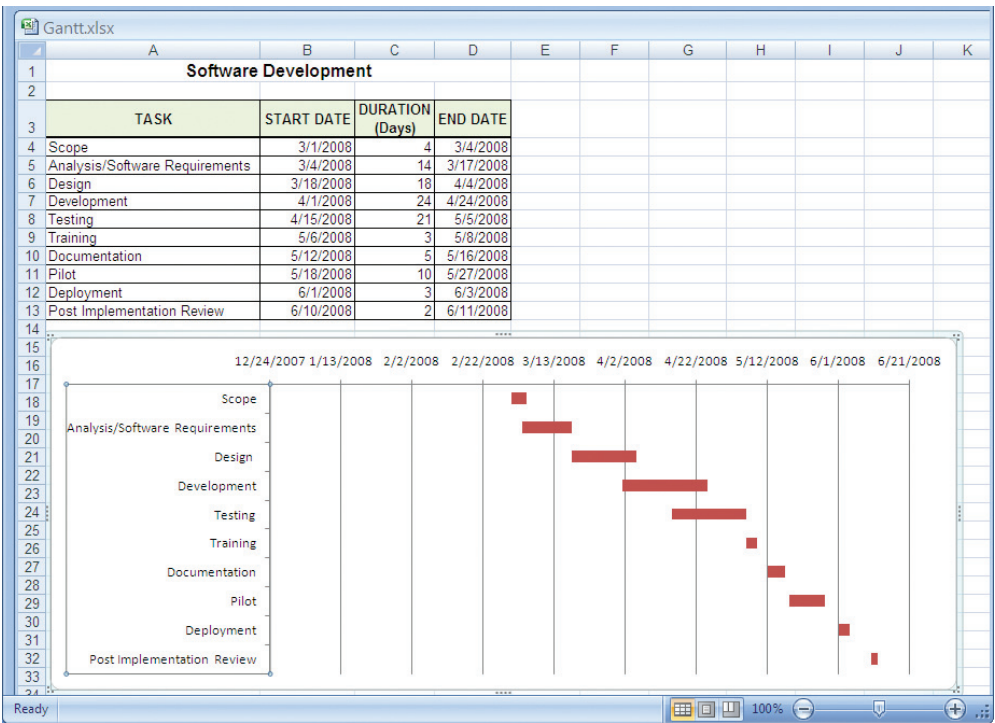 Gantt.xlsx
A B C D E F G H I J K
1 Software Development
2
3 TASK START DATE DURATION (Days) END DATE
4 Scope 3/1/2008 4 3/4/2008
5 Analysis/Software Requirements 3/4/2008 14 3/17/2008
6 Design 3/18/2008 18 4/4/2008
7 Development 4/1/2008 24 4/24/2008
8 Testing 4/15/2008 21 5/5/2008
9 Training 5/6/2008 3 5/8/2008
10 Documentation 5/12/2008 5 5/16/2008
11 Pilot 5/18/2008 10 5/27/2008
12 Deployment 6/1/2008 3 6/3/2008
13 Post Implementation Review 6/10/2008 2 6/11/2008
14
15
16 12/24/2007 1/13/2008 2/2/2008 2/22/2008 3/13/2008 4/2/2008 4/22/2008 5/12/2008 6/1/2008 6/21/2008
17
18 Scope
19
20 Analysis/Software Requirements
21 Design
22
23 Development
24 Testing
25
26 Training
27 Documentation
28
29 Pilot
30
31 Deployment
32 Post Implementation Review
33
34
Ready 100%